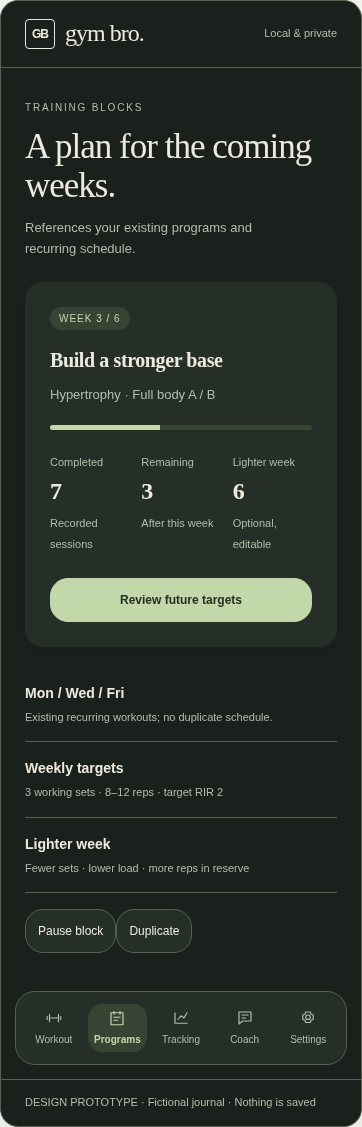 GB gym bro. Local & private
TRAINING BLOCKS
A plan for the coming
weeks.
References your existing programs and
recurring schedule.
WEEK 3 / 6
Build a stronger base
Hypertrophy · Full body A / B
Completed Remaining Lighter week
7 3 6
Recorded After this week Optional,
sessions editable
Review future targets
Mon / Wed / Fri
Existing recurring workouts; no duplicate schedule.
Weekly targets
3 working sets · 8–12 reps · target RIR 2
Lighter week
Fewer sets · lower load · more reps in reserve
Pause block Duplicate
Workout Programs Tracking Coach Settings
DESIGN PROTOTYPE · Fictional journal · Nothing is saved